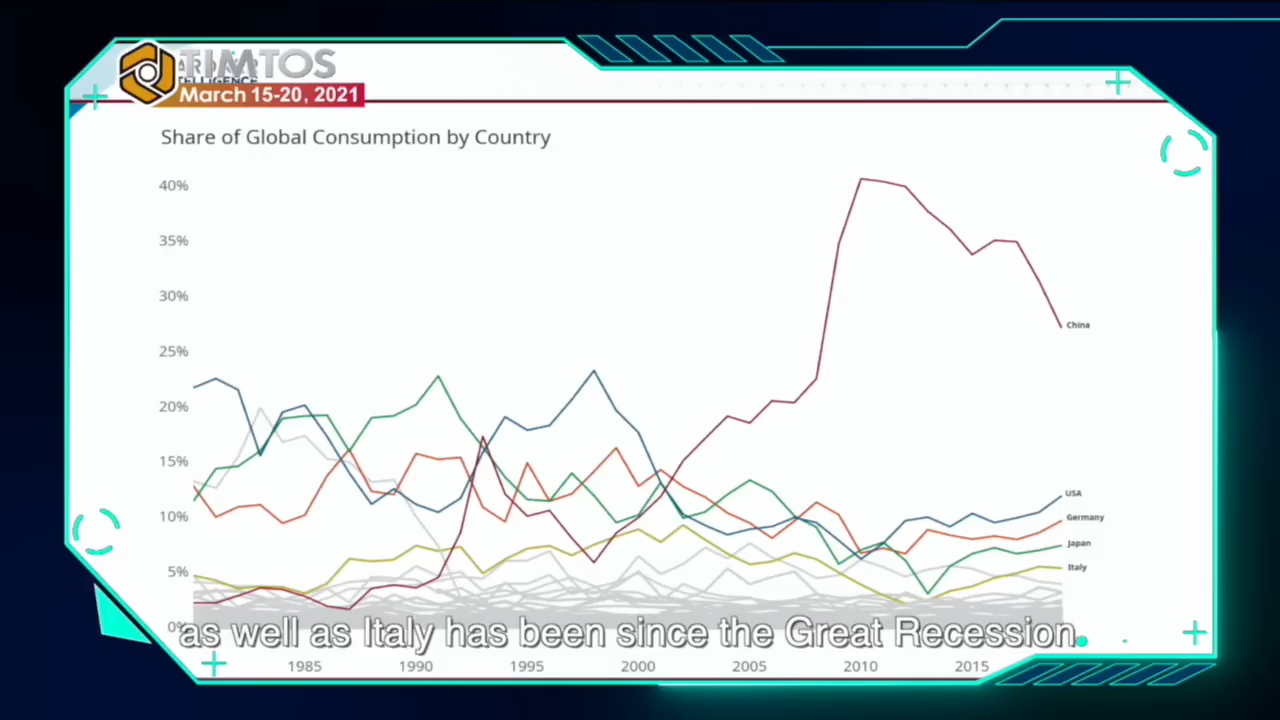 TIMTOS
March 15-20, 2021
Share of Global Consumption by Country
40%
35%
30%
25%
20%
15%
10%
5%
0%
China
USA
Germany
Japan
Italy
as well as Italy has been since the Great Recession
1985 1990 1995 2000 2005 2010 2015